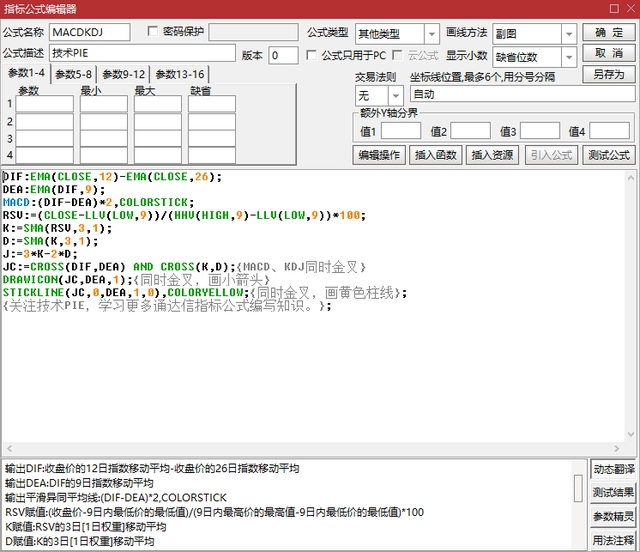 指标公式编辑器
公式名称 MACDKDJ 密码保护 公式类型 其他类型 画线方法 副图 确 定
公式描述 技术PIE 版本 0 公式只用于PC 云公式 显示小数 缺省位数 取 消
参数1-4 参数5-8 参数9-12 参数13-16 交易法则 坐标线位置,最多6个,用分号分隔 另存为
参数 最小 最大 缺省 无 自动
1
额外Y轴分界
2 值1 值2 值3 值4
3
4 编辑操作 插入函数 插入资源 引入公式 测试公式
DIF:EMA(CLOSE,12)-EMA(CLOSE,26);
DEA:EMA(DIF,9);
MACD:(DIF-DEA)*2,COLORSTICK;
RSV:=(CLOSE-LLV(LOW,9))/(HHV(HIGH,9)-LLV(LOW,9))*100;
K:=SMA(RSV,3,1);
D:=SMA(K,3,1);
J:=3*K-2*D;
JC:=CROSS(DIF,DEA) AND CROSS(K,D);{MACD、KDJ同时金叉}
DRAWICON(JC,DEA,1);{同时金叉，画小箭头}
STICKLINE(JC,0,DEA,1,0),COLORYELLOW;{同时金叉，画黄色柱线};
{关注技术PIE，学习更多通达信指标公式编写知识。};
输出DIF:收盘价的12日指数移动平均-收盘价的26日指数移动平均 动态翻译
输出DEA:DIF的9日指数移动平均
输出平滑异同平均线:(DIF-DEA)*2,COLORSTICK 测试结果
RSV赋值:(收盘价-9日内最低价的最低值)/(9日内最高价的最高值-9日内最低价的最低值)*100
K赋值:RSV的3日[1日权重]移动平均 参数精灵
D赋值:K的3日[1日权重]移动平均 用法注释